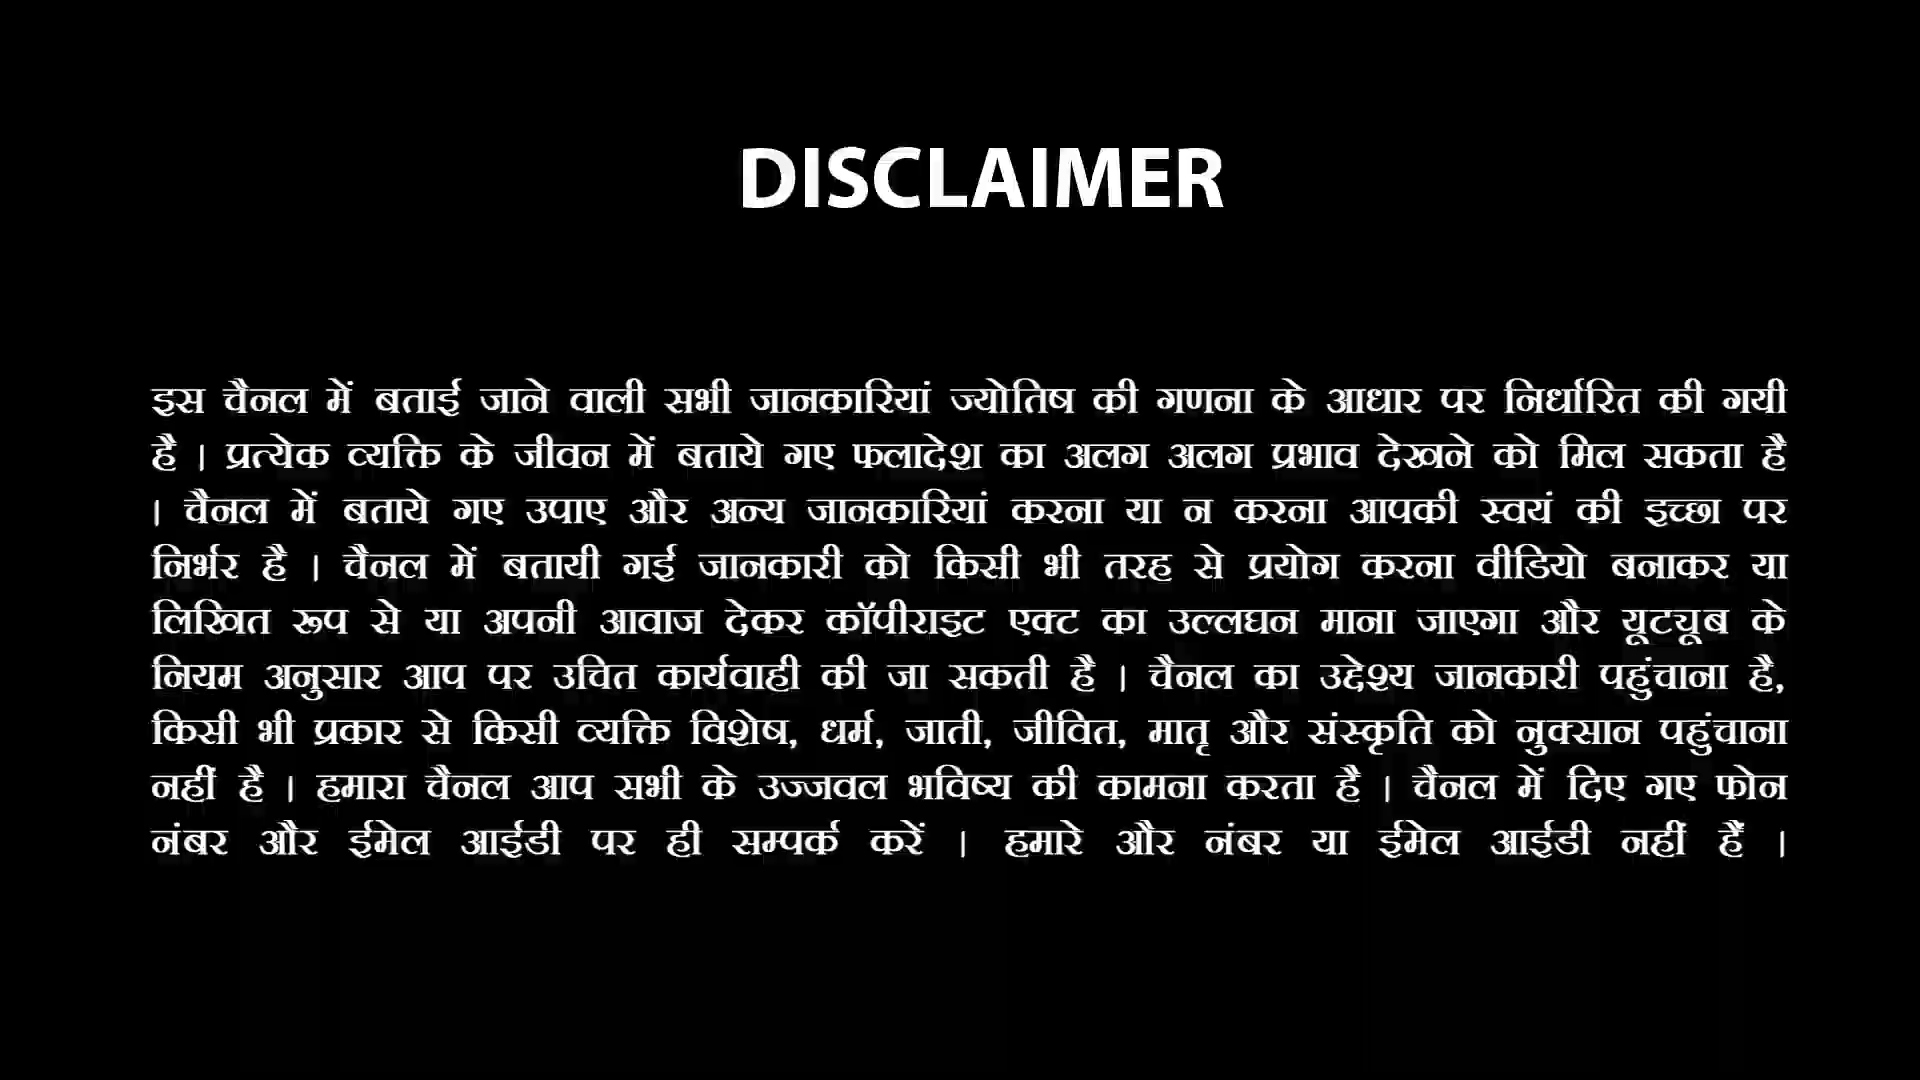 DISCLAIMER
इस चैनल में बताई जाने वाली सभी जानकारियां ज्योतिष की गणना के आधार पर निर्धारित की गयी
है । प्रत्येक व्यक्ति के जीवन में बताये गए फलादेश का अलग अलग प्रभाव देखने को मिल सकता है
। चैनल में बताये गए उपाए और अन्य जानकारियां करना या न करना आपकी स्वयं की इच्छा पर
निर्भर है । चैनल में बतायी गई जानकारी को किसी भी तरह से प्रयोग करना वीडियो बनाकर या
लिखित रूप से या अपनी आवाज देकर कॉपीराइट एक्ट का उल्लघन माना जाएगा और यूट्यूब के
नियम अनुसार आप पर उचित कार्यवाही की जा सकती है । चैनल का उद्देश्य जानकारी पहुंचाना है,
किसी भी प्रकार से किसी व्यक्ति विशेष, धर्म, जाती, जीवित, मातृ और संस्कृति को नुक्सान पहुंचाना
नहीं है । हमारा चैनल आप सभी के उज्जवल भविष्य की कामना करता है । चैनल में दिए गए फोन
नंबर और ईमेल आईडी पर ही सम्पर्क करें । हमारे और नंबर या ईमेल आईडी नहीं हैं ।